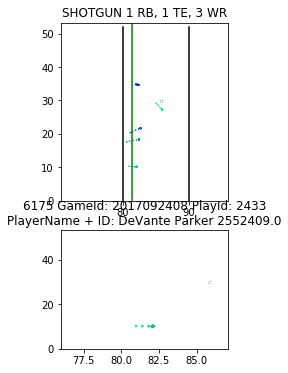 SHOTGUN 1 RB, 1 TE, 3 WR
50
40
30
20
10
0
80 90
6175 GameId: 2017092408 PlayId: 2433
PlayerName + ID: DeVante Parker 2552409.0
40
20
0
77.5 80.0 82.5 85.0